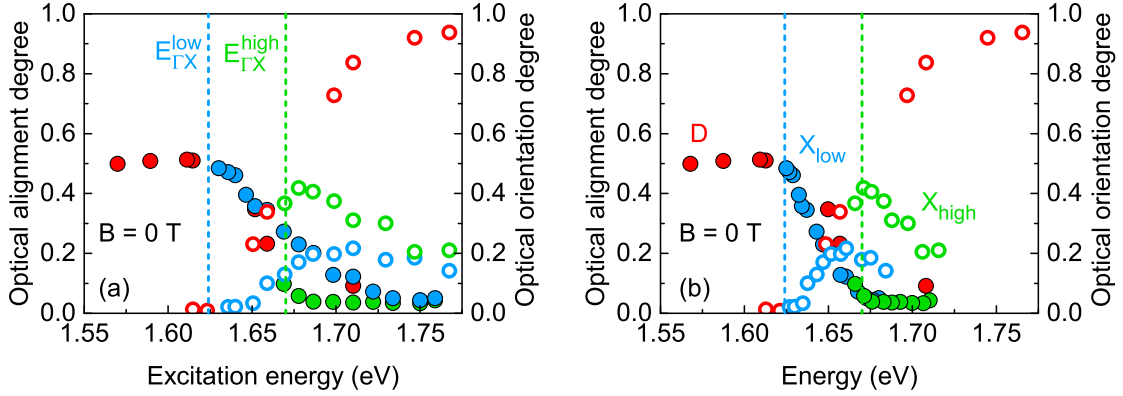 Optical alignment degree
1.0
0.8
0.6
0.4
0.2
0.0
E^low_ΓX
E^high_ΓX
B = 0 T
(a)
1.55
1.60
1.65
1.70
1.75
Excitation energy (eV)
1.0
0.8
0.6
0.4
0.2
0.0
Optical orientation degree
Optical alignment degree
1.0
0.8
0.6
0.4
0.2
0.0
D
X_low
X_high
B = 0 T
(b)
1.55
1.60
1.65
1.70
1.75
Energy (eV)
1.0
0.8
0.6
0.4
0.2
0.0
Optical orientation degree